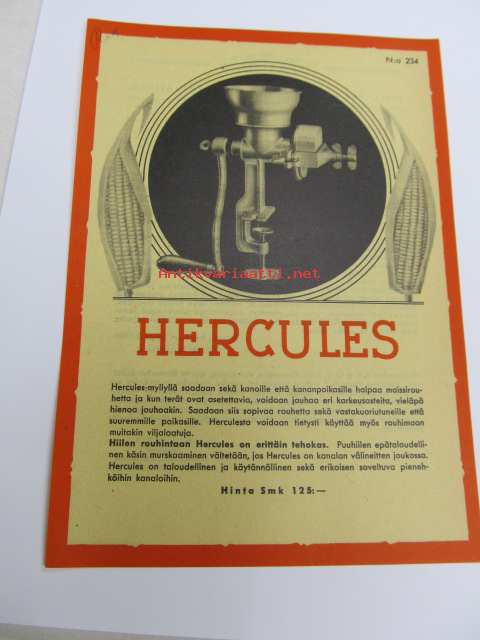 N:o 234
Antikvariaatti.net
HERCULES
Hercules-myllyllä saadaan sekä kanoille että kananpoikasille halpaa maissirou-
hetta ja kun terät ovat asetettavia, voidaan jauhaa eri karkeusasteita, vieläpä
hienoa jauhoakin. Saadaan siis sopivaa rouhetta sekä vastakuoriutuneille että
suuremmille poikasille. Herculesta voidaan tietysti käyttää myös rouhimaan
muitakin viljalaatuja.
Hiilen rouhintaan Hercules on erittäin tehokas. Puuhiilen epätaloudelli-
nen käsin murskaaminen vältetään, jos Hercules on kanalan välineitten joukossa.
Hercules on taloudellinen ja käytännöllinen sekä erikoisen soveltuva pieneh-
köihin kanaloihin.
Hinta Smk 125:—